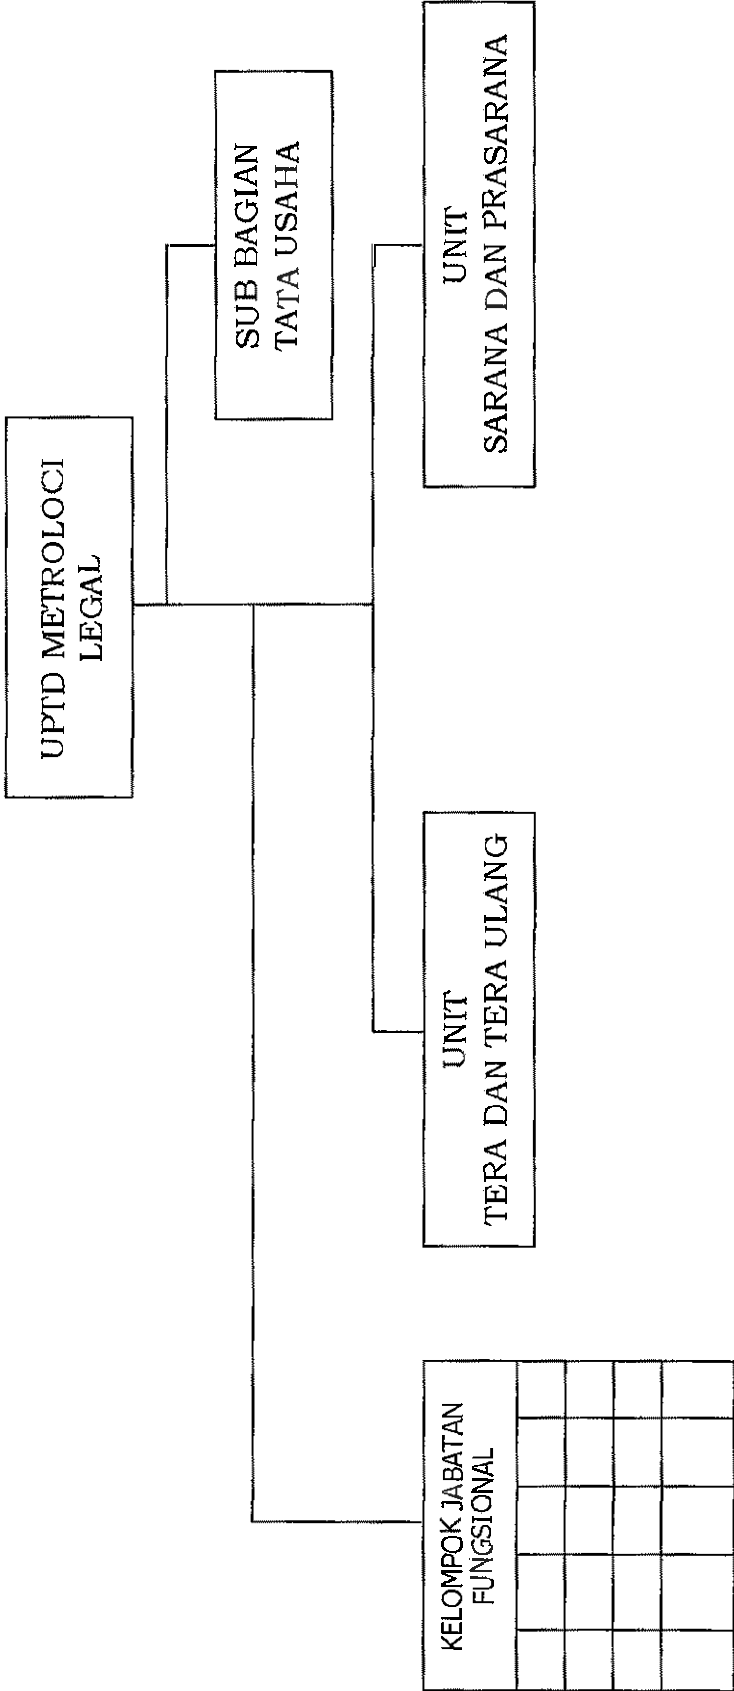 UPTD METROLOCI
LEGAL
SUB BAGIAN
TATA USAHA
KELOMPOK JABATAN
FUNGSIONAL
UNIT
TERA DAN TERA ULANG
UNIT
SARANA DAN PRASARANA